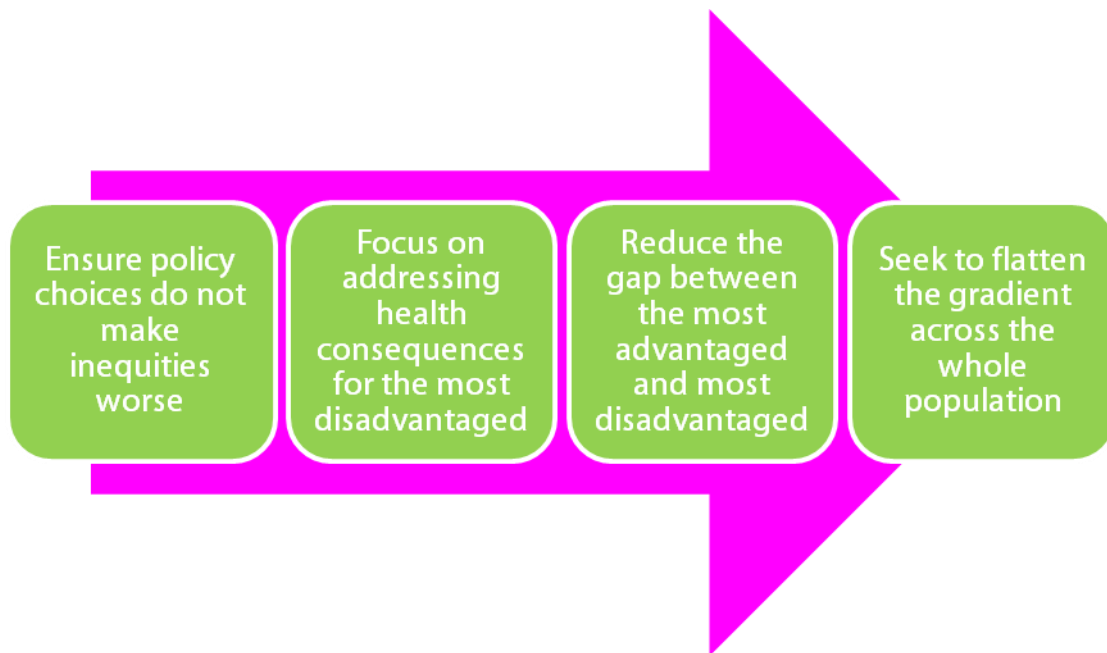 Ensure policy
choices do not
make
inequities
worse
Focus on
addressing
health
consequences
for the most
disadvantaged
Reduce the
gap between
the most
advantaged
and most
disadvantaged
Seek to flatten
the gradient
across the
whole
population